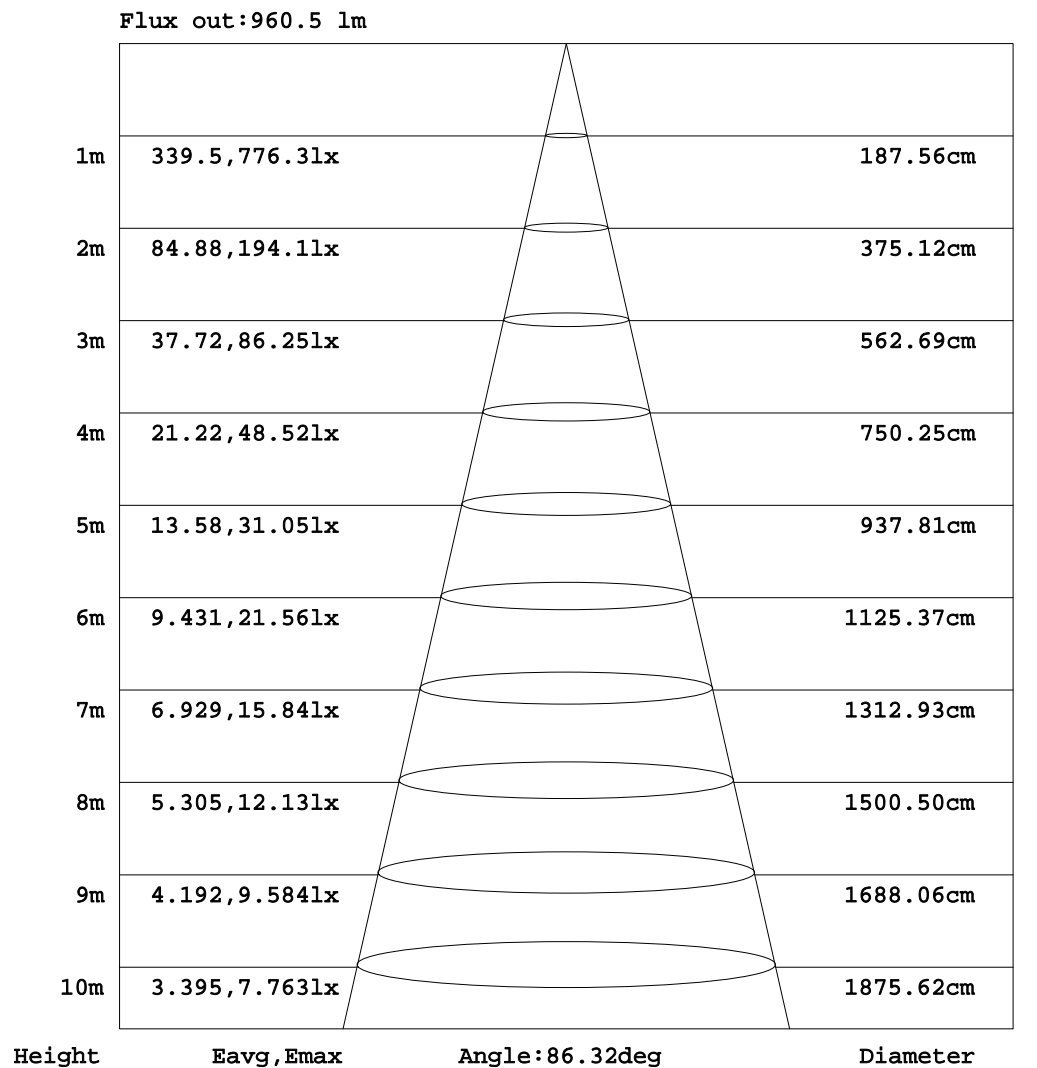 Flux out:960.5 lm
1m 339.5,776.3lx 187.56cm
2m 84.88,194.1lx 375.12cm
3m 37.72,86.25lx 562.69cm
4m 21.22,48.52lx 750.25cm
5m 13.58,31.05lx 937.81cm
6m 9.431,21.56lx 1125.37cm
7m 6.929,15.84lx 1312.93cm
8m 5.305,12.13lx 1500.50cm
9m 4.192,9.584lx 1688.06cm
10m 3.395,7.763lx 1875.62cm
Height Eavg,Emax Angle:86.32deg Diameter